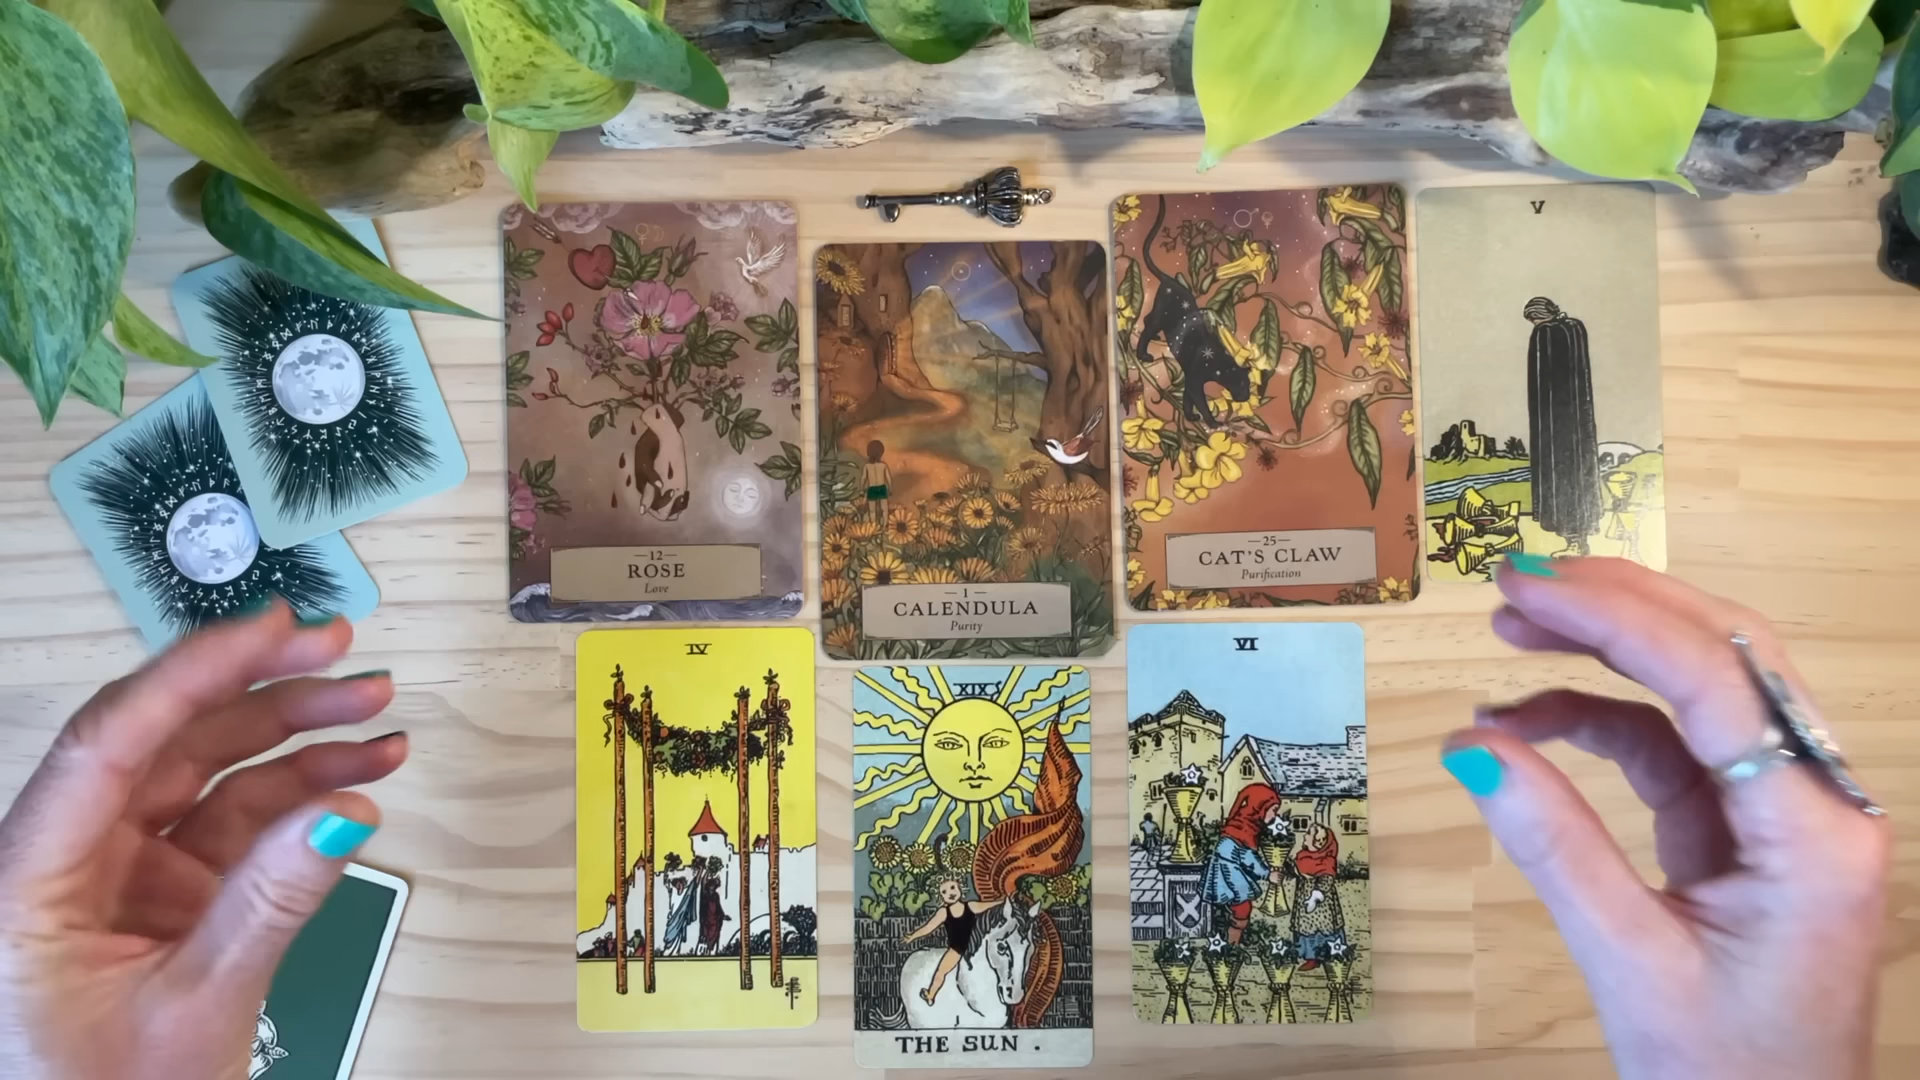 —12—
ROSE
Love
—1—
CALENDULA
Purity
—25—
CAT'S CLAW
Purification
V
IV
XIX
THE SUN .
VI